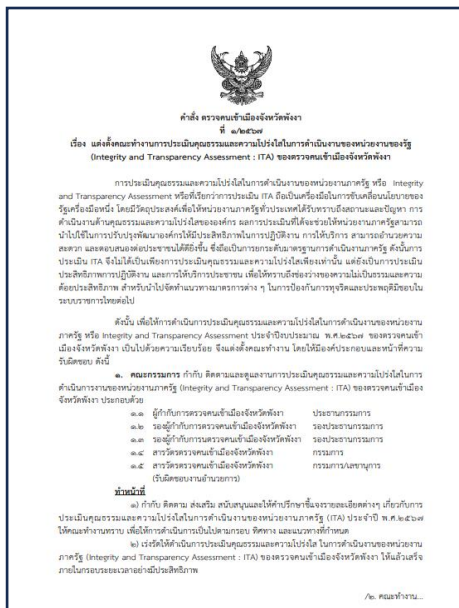 คำสั่ง ตรวจคนเข้าเมืองจังหวัดพังงา
ที่ ๑/๒๕๖๗
เรื่อง แต่งตั้งคณะทำงานการประเมินคุณธรรมและความโปร่งใสในการดำเนินงานของหน่วยงานของรัฐ
(Integrity and Transparency Assessment : ITA) ของตรวจคนเข้าเมืองจังหวัดพังงา
การประเมินคุณธรรมและความโปร่งใสในการดำเนินงานของหน่วยงานภาครัฐ หรือ Integrity
and Transparency Assessment หรือที่เรียกว่าการประเมิน ITA ถือเป็นเครื่องมือในการขับเคลื่อนนโยบายของ
รัฐเครื่องมือหนึ่ง โดยมีวัตถุประสงค์เพื่อให้หน่วยงานภาครัฐทั่วประเทศได้รับทราบถึงสถานะและปัญหา การ
ดำเนินงานด้านคุณธรรมและความโปร่งใสขององค์กร ผลการประเมินที่ได้จะช่วยให้หน่วยงานภาครัฐสามารถ
นำไปใช้ในการปรับปรุงพัฒนาองค์กรให้มีประสิทธิภาพในการปฏิบัติงาน การให้บริการ สามารถอำนวยความ
สะดวก และตอบสนองต่อประชาชนได้ดียิ่งขึ้น ซึ่งถือเป็นการยกระดับมาตรฐานการดำเนินงานภาครัฐ ดังนั้นการ
ประเมิน ITA จึงไม่ได้เป็นเพียงการประเมินคุณธรรมและความโปร่งใสเพียงเท่านั้น แต่ยังเป็นการประเมิน
ประสิทธิภาพการปฏิบัติงาน และการให้บริการประชาชน เพื่อให้ทราบถึงช่องว่างของความไม่เป็นธรรมและความ
ด้อยประสิทธิภาพ สำหรับนำไปจัดทำแนวทางมาตรการต่าง ๆ ในการป้องกันการทุจริตและประพฤติมิชอบใน
ระบบราชการไทยต่อไป
ดังนั้น เพื่อให้การดำเนินการประเมินคุณธรรมและความโปร่งใสในการดำเนินงานของหน่วยงาน
ภาครัฐ หรือ Integrity and Transparency Assessment ประจำปีงบประมาณ พ.ศ.๒๕๖๗ ของตรวจคนเข้า
เมืองจังหวัดพังงา เป็นไปด้วยความเรียบร้อย จึงแต่งตั้งคณะทำงาน โดยให้มีองค์ประกอบและหน้าที่ความ
รับผิดชอบ ดังนี้
๑. คณะกรรมการ กำกับ ติดตามและดูแลงานการประเมินคุณธรรมและความโปร่งใสในการ
ดำเนินการงานของหน่วยงานภาครัฐ (Integrity and Transparency Assessment : ITA) ของตรวจคนเข้าเมือง
จังหวัดพังงา ประกอบด้วย
๑.๑ ผู้กำกับการตรวจคนเข้าเมืองจังหวัดพังงา ประธานกรรมการ
๑.๒ รองผู้กำกับการตรวจคนเข้าเมืองจังหวัดพังงา รองประธานกรรมการ
๑.๓ รองผู้กำกับการตรวจคนเข้าเมืองจังหวัดพังงา รองประธานกรรมการ
๑.๔ สารวัตรตรวจคนเข้าเมืองจังหวัดพังงา กรรมการ
๑.๕ สารวัตรตรวจคนเข้าเมืองจังหวัดพังงา กรรมการ/เลขานุการ
(รับผิดชอบงานอำนวยการ)
ทำหน้าที่
๑) กำกับ ติดตาม ส่งเสริม สนับสนุนและให้คำปรึกษาชี้แจงรายละเอียดต่างๆ เกี่ยวกับการ
ประเมินคุณธรรมและความโปร่งใสในการดำเนินงานของหน่วยงานภาครัฐ (ITA) ประจำปี พ.ศ.๒๕๖๗
ให้คณะทำงานทราบ เพื่อให้การดำเนินการเป็นไปตามกรอบ ทิศทาง และแนวทางที่กำหนด
๒) เร่งรัดให้ดำเนินการประเมินคุณธรรมและความโปร่งใส ในการดำเนินงานของหน่วยงาน
ภาครัฐ (Integrity and Transparency Assessment : ITA) ของตรวจคนเข้าเมืองจังหวัดพังงา ให้แล้วเสร็จ
ภายในกรอบระยะเวลาอย่างมีประสิทธิภาพ
/๒. คณะทำงาน...